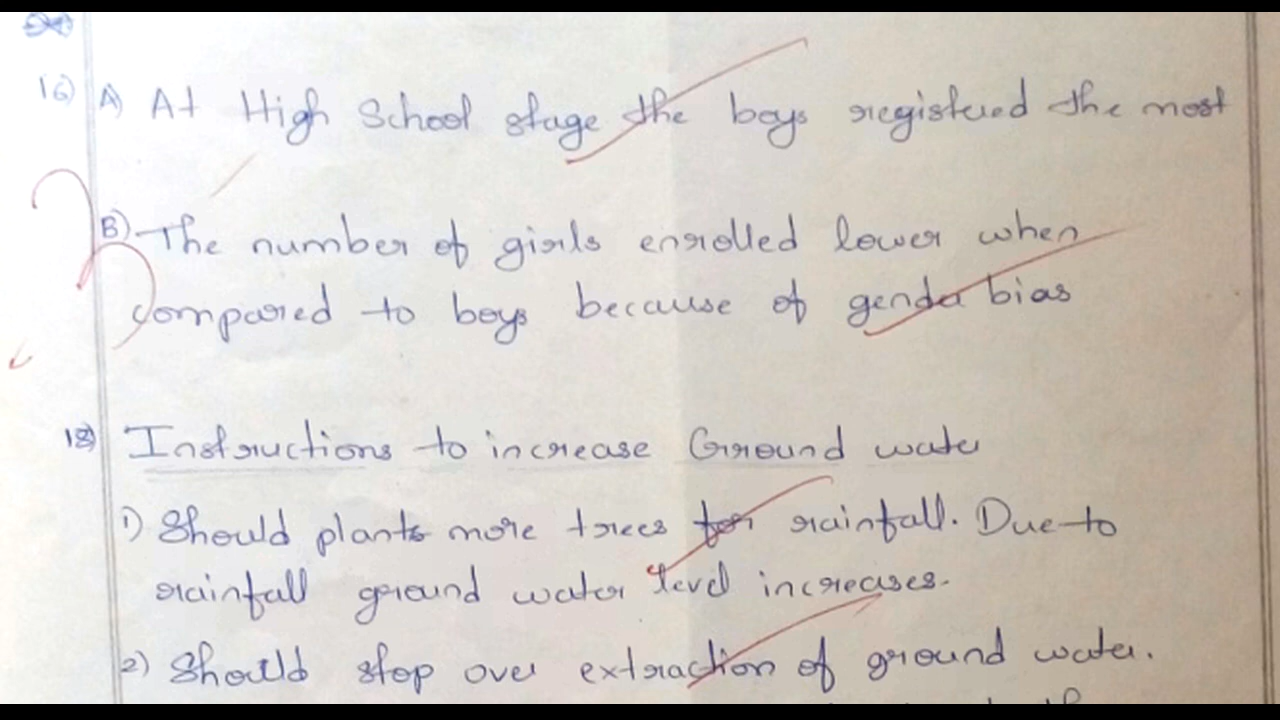 16) A) At High School stage the boys registered the most
B) The number of girls enrolled lower when
compared to boys because of gender bias
18) Instructions to increase Ground water
1) Should plants more trees for rainfall. Due to
rainfall ground water level increases.
2) Should stop over extraction of ground water.